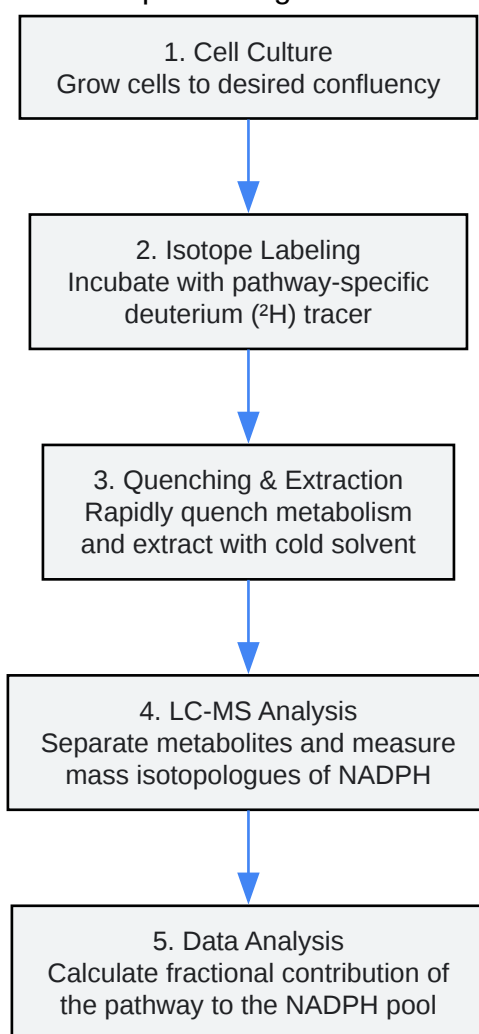 1. Cell Culture
Grow cells to desired confluency
2. Isotope Labeling
Incubate with pathway-specific
deuterium (²H) tracer
3. Quenching & Extraction
Rapidly quench metabolism
and extract with cold solvent
4. LC-MS Analysis
Separate metabolites and measure
mass isotopologues of NADPH
5. Data Analysis
Calculate fractional contribution of
the pathway to the NADPH pool